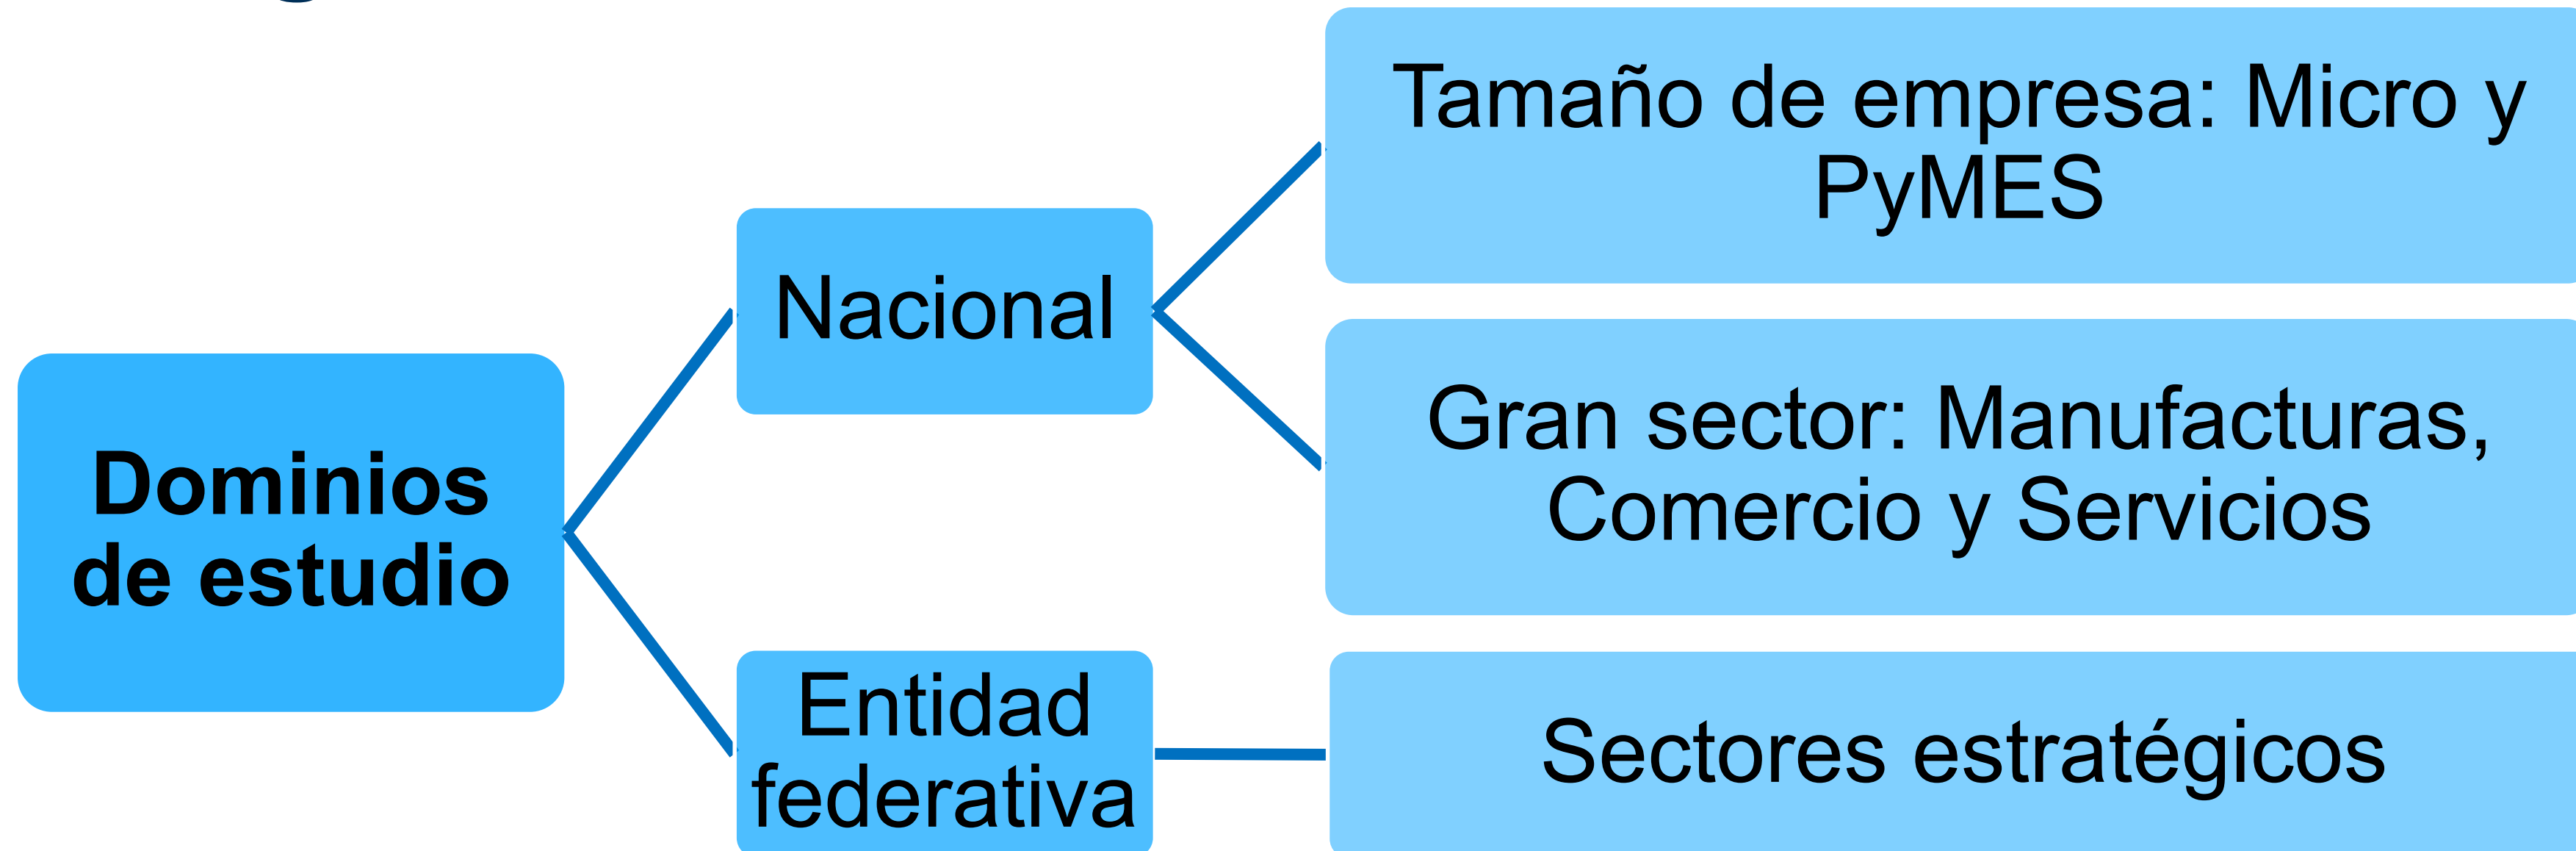 Dominios
de estudio
Nacional
Entidad
federativa
Tamaño de empresa: Micro y
PyMES
Gran sector: Manufacturas,
Comercio y Servicios
Sectores estratégicos